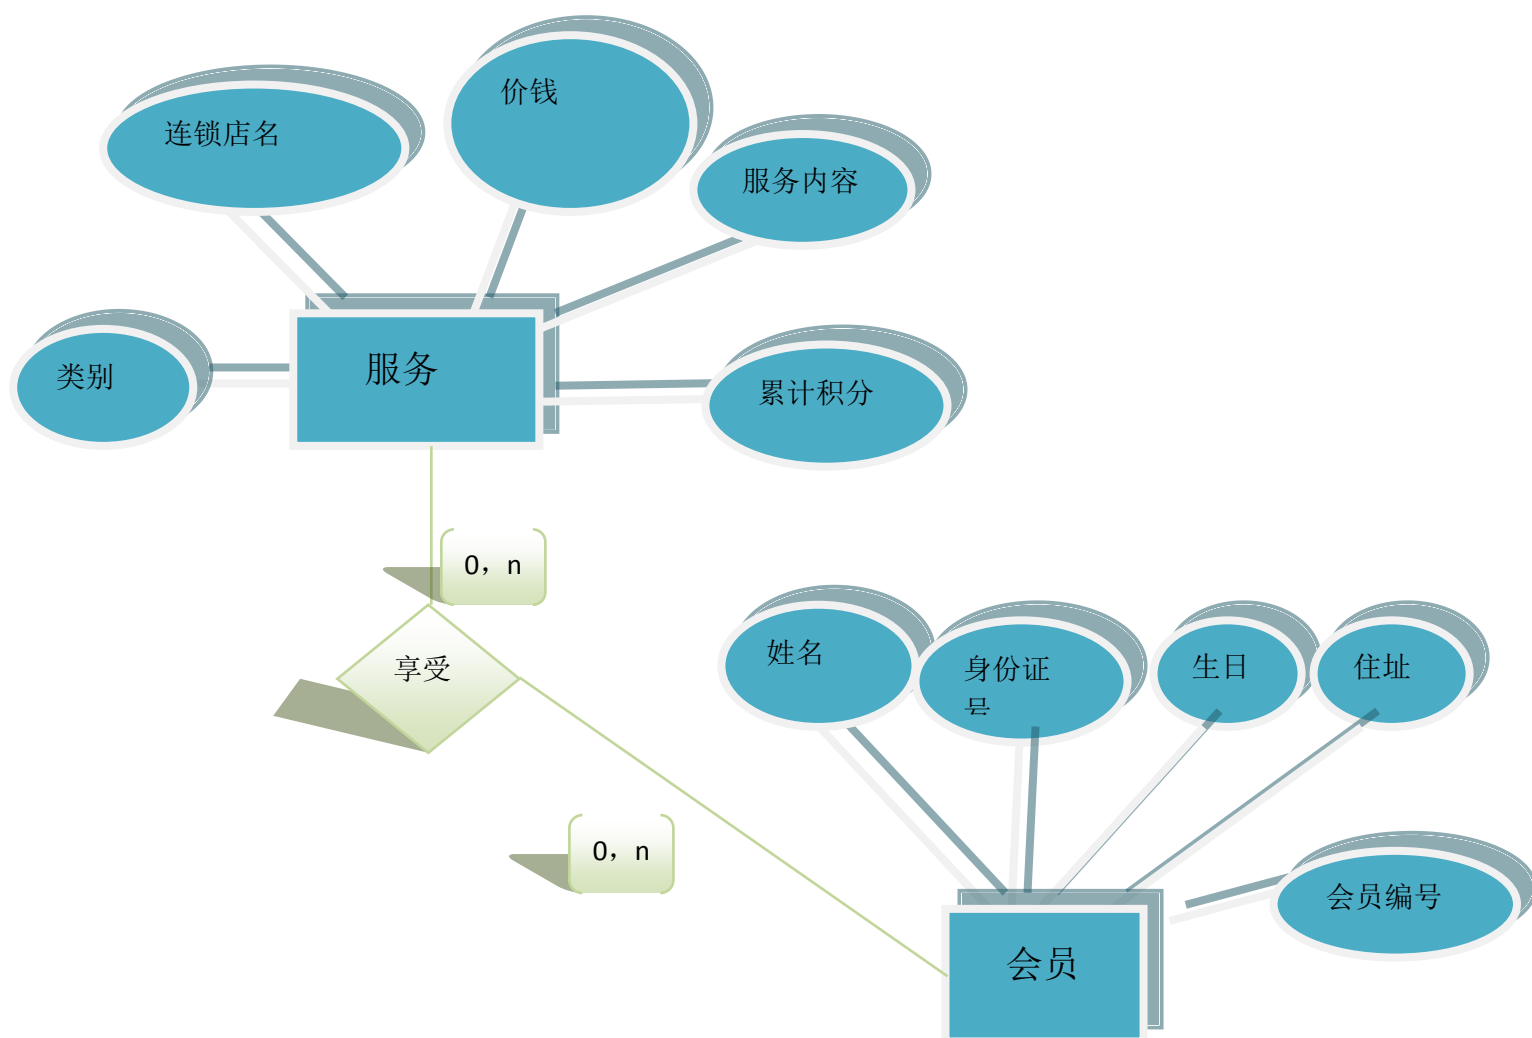 价钱
连锁店名
服务内容
服务
类别
累计积分
0，n
享受
姓名
身份证
号
生日
住址
0，n
会员编号
会员